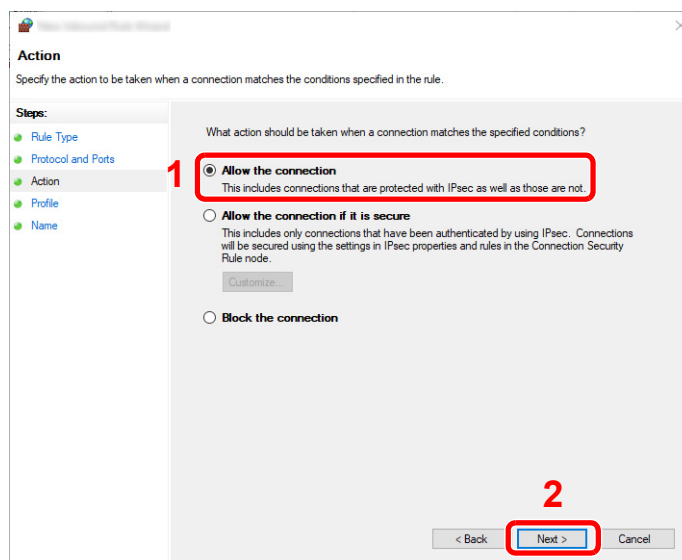 Action
Specify the action to be taken when a connection matches the conditions specified in the rule.
Steps:
Rule Type
Protocol and Ports
Action
Profile
Name
What action should be taken when a connection matches the specified conditions?
1
Allow the connection
This includes connections that are protected with IPsec as well as those are not.
Allow the connection if it is secure
This includes only connections that have been authenticated by using IPsec. Connections
will be secured using the settings in IPsec properties and rules in the Connection Security
Rule node.
Customize...
Block the connection
2
< Back
Next >
Cancel